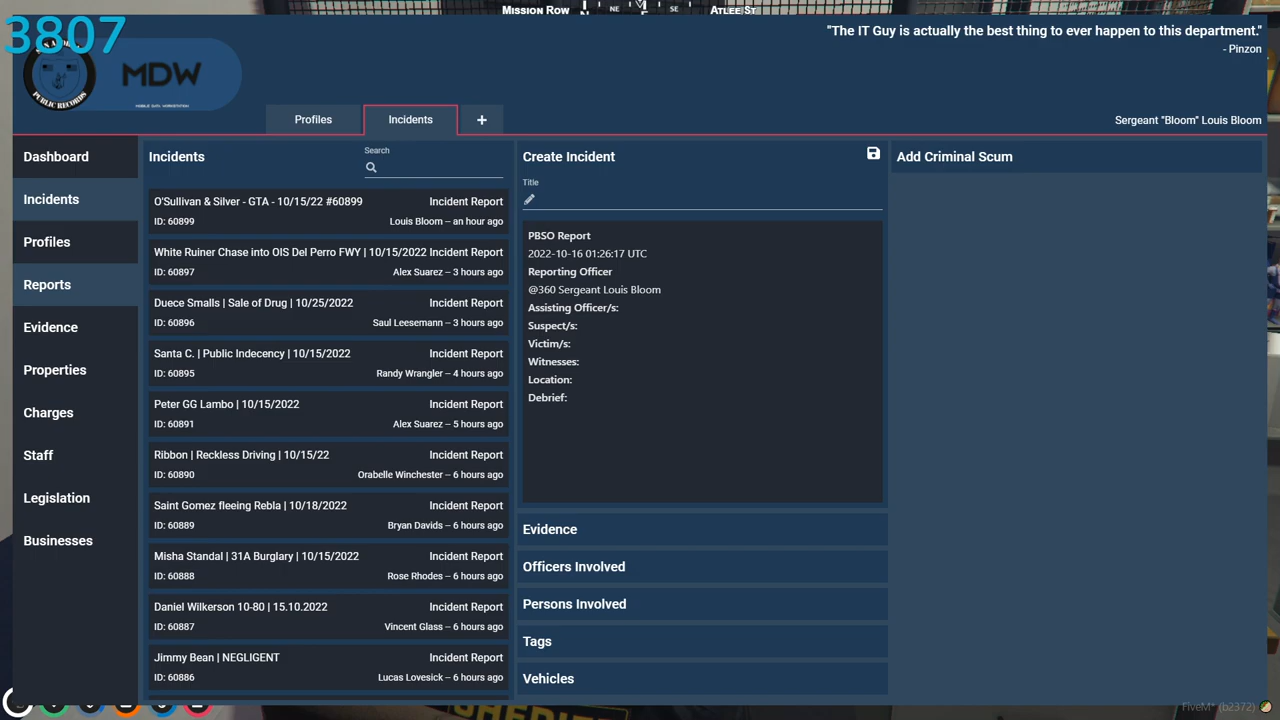 Mission Row
N
NE
E
SE
Atlee St
3807
"The IT Guy is actually the best thing to ever happen to this department."
- Pinzon
PUBLIC RECORDS
MDW
MOBILE DATA WORKSTATION
Profiles
Incidents
+
Sergeant "Bloom" Louis Bloom
Dashboard
Incidents
Profiles
Reports
Evidence
Properties
Charges
Staff
Legislation
Businesses
Incidents
Search
O'Sullivan & Silver - GTA - 10/15/22 #60899 Incident Report
ID: 60899 Louis Bloom – an hour ago
White Ruiner Chase into OIS Del Perro FWY | 10/15/2022 Incident Report
ID: 60897 Alex Suarez – 3 hours ago
Duece Smalls | Sale of Drug | 10/25/2022 Incident Report
ID: 60896 Saul Leesemann – 3 hours ago
Santa C. | Public Indecency | 10/15/2022 Incident Report
ID: 60895 Randy Wrangler – 4 hours ago
Peter GG Lambo | 10/15/2022 Incident Report
ID: 60891 Alex Suarez – 5 hours ago
Ribbon | Reckless Driving | 10/15/22 Incident Report
ID: 60890 Orabelle Winchester – 6 hours ago
Saint Gomez fleeing Rebla | 10/18/2022 Incident Report
ID: 60889 Bryan Davids – 6 hours ago
Misha Standal | 31A Burglary | 10/15/2022 Incident Report
ID: 60888 Rose Rhodes – 6 hours ago
Daniel Wilkerson 10-80 | 15.10.2022 Incident Report
ID: 60887 Vincent Glass – 6 hours ago
Jimmy Bean | NEGLIGENT Incident Report
ID: 60886 Lucas Lovesick – 6 hours ago
Create Incident
Title
PBSO Report
2022-10-16 01:26:17 UTC
Reporting Officer
@360 Sergeant Louis Bloom
Assisting Officer/s:
Suspect/s:
Victim/s:
Witnesses:
Location:
Debrief:
Evidence
Officers Involved
Persons Involved
Tags
Vehicles
Add Criminal Scum
SHERIFF
FiveM* (b2372)